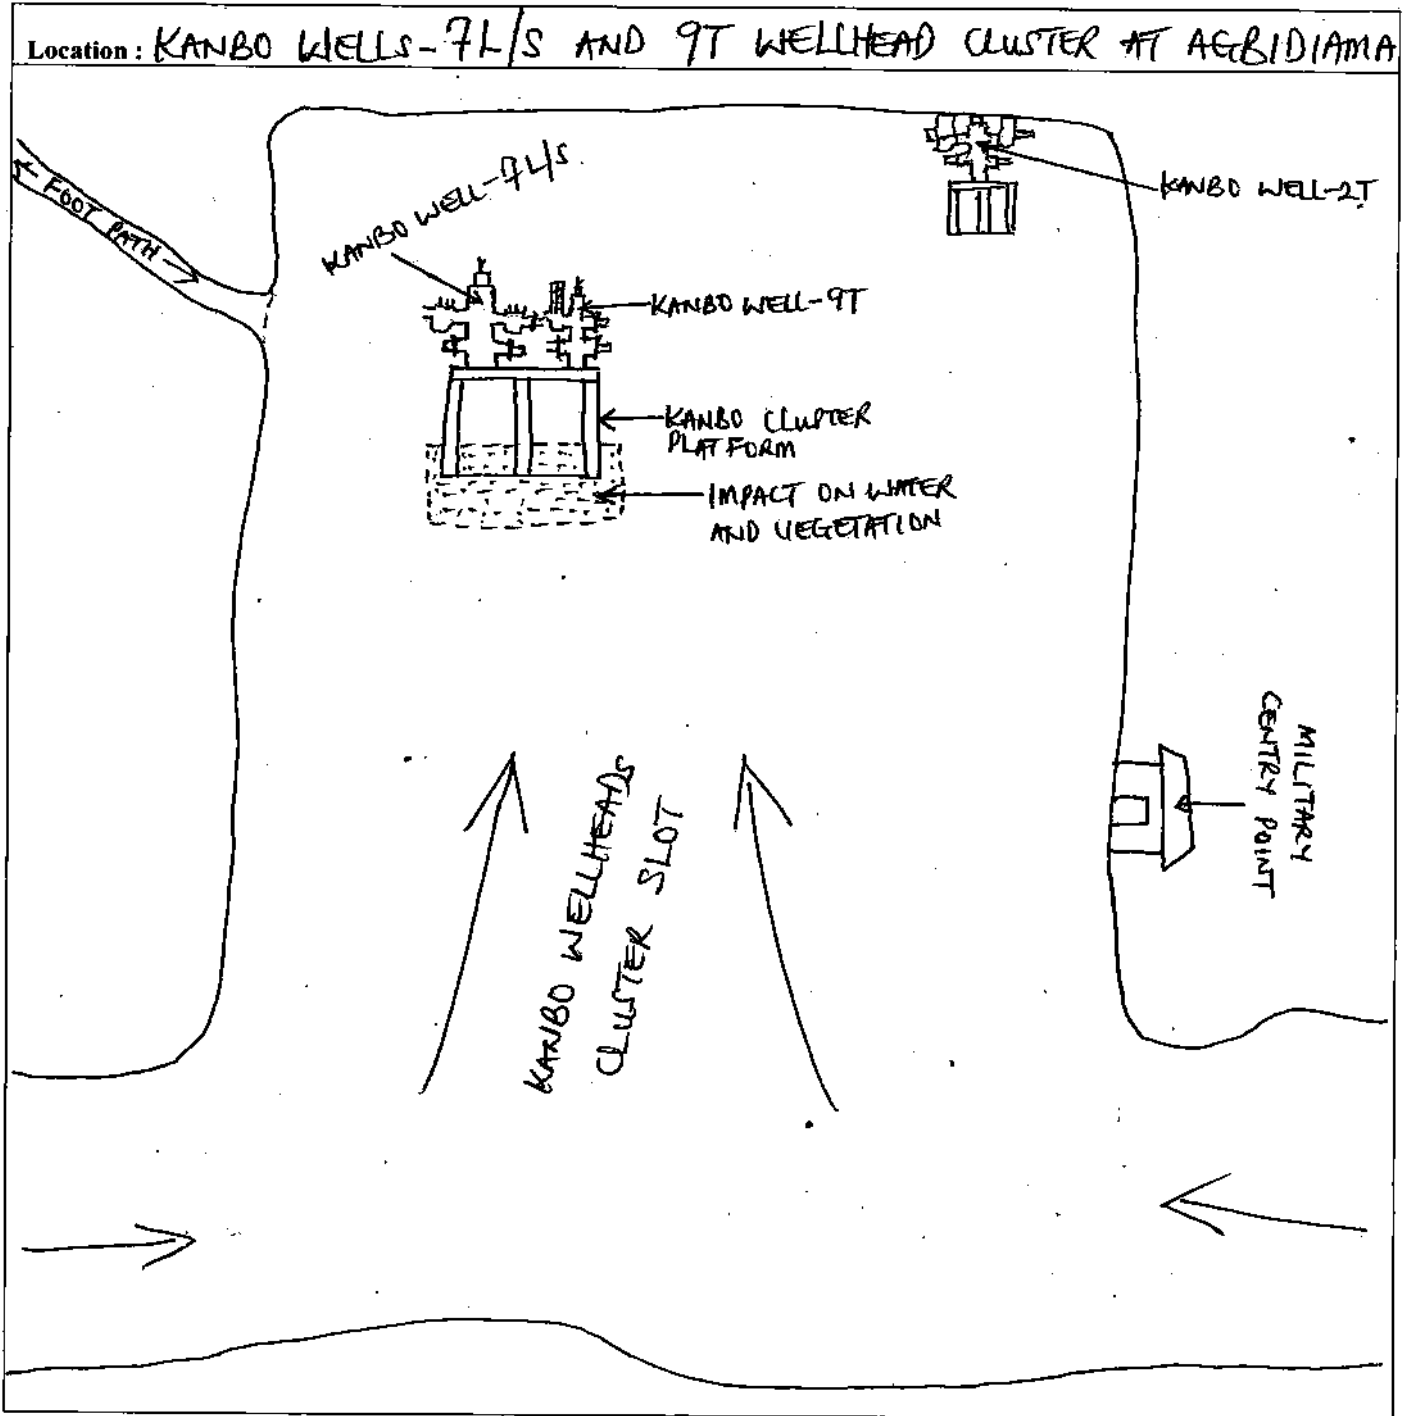 Location : KANBO WELLS-7L/S AND 9T WELLHEAD CLUSTER AT AGBIDIAMA
KANBO WELL-2T
FOOT PATH
KANBO WELL-7L/S
KANBO WELL-9T
KANBO CLUSTER
PLATFORM
IMPACT ON WATER
AND VEGETATION
MILITARY
CENTRY POINT
KANBO WELLHEADS
CLUSTER SLOT